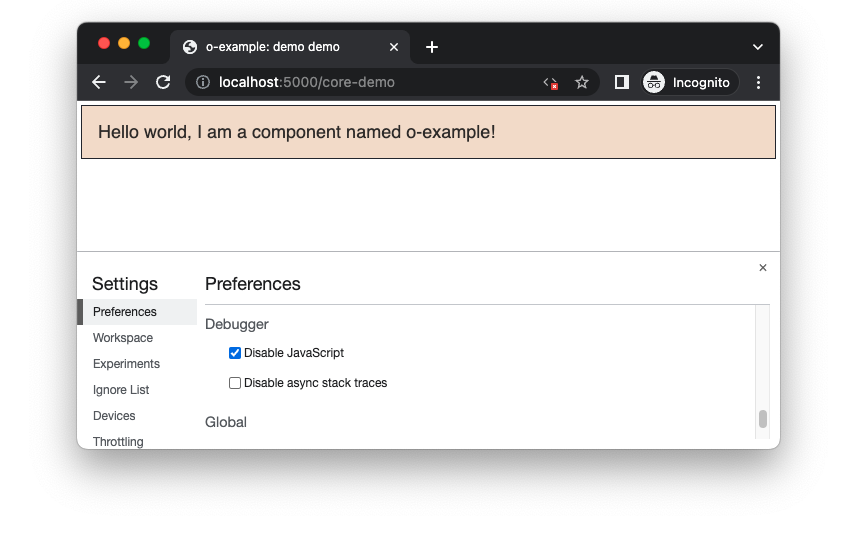 o-example: demo demo
localhost:5000/core-demo
Incognito
Hello world, I am a component named o-example!
Settings
Preferences
Workspace
Experiments
Ignore List
Devices
Throttling
Preferences
Debugger
Disable JavaScript
Disable async stack traces
Global